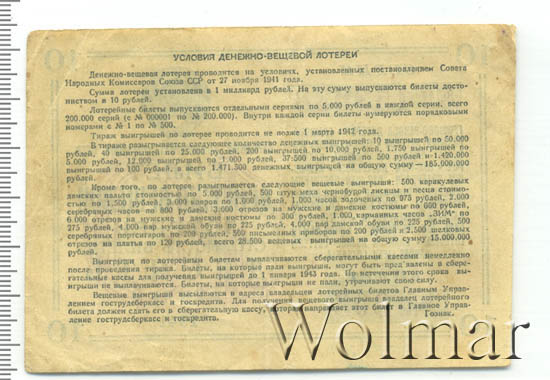 УСЛОВИЯ ДЕНЕЖНО-ВЕЩЕВОЙ ЛОТЕРЕИ
Денежно-вещевая лотерея проводится на условиях, установленных постановлением Совета
Народных Комиссаров Союза ССР от 27 ноября 1941 года.
Сумма лотереи установлена в 1 миллиард рублей. На эту сумму выпускаются билеты досто-
инством в 10 рублей.
Лотерейные билеты выпускаются отдельными сериями по 5.000 рублей в каждой серии, всего
200.000 серий (с № 000001 по № 200.000). Внутри каждой серии билеты нумеруются порядковыми
номерами с № 1 по № 500.
Тираж выигрышей по лотерее проводится не позже 1 марта 1942 года.
В тираже разыгрывается следующее количество денежных выигрышей: 10 выигрышей по 50.000
рублей, 40 выигрышей по 25.000 рублей, 200 выигрышей по 10.000 рублей, 1.750 выигрышей по
5.000 рублей, 12.000 выигрышей по 1.000 рублей, 37.500 выигрышей по 500 рублей и 1.420.000
выигрышей по 100 рублей, а всего 1.471.500 денежных выигрышей на общую сумму — 185.000.000
рублей.
Кроме того, по лотерее разыгрываются следующие вещевые выигрыши: 500 каракулевых
дамских пальто стоимостью по 5.000 рублей, 500 штук меха чернобурой лисицы и песца стоимо-
стью по 1.500 рублей, 3.000 ковров по 1.000 рублей, 1.000 часов золотых по 975 рублей, 2.000
серебряных часов по 800 рублей, 3.000 отрезов на мужские и дамские костюмы по 600 рублей,
6.000 отрезов на мужские и дамские костюмы по 300 рублей, 1.000 карманных часов „ЗИМ“ по
275 рублей, 4.000 пар мужской обуви по 225 рублей, 4.000 пар дамской обуви по 225 рублей, 500
серебряных портсигар по 200 рублей, 500 письменных приборов по 200 рублей и 2.500 шелковых
отрезов на платья по 120 рублей, всего 28.500 вещевых выигрышей на общую сумму 15.000.000
рублей.
Выигрыши по лотерейным билетам выплачиваются сберегательными кассами немедленно
после проведения тиража. Билеты, на которые пали выигрыши, могут быть предъявлены в сбере-
гательные кассы для получения выигрышей по 1 января 1943 года. По истечении этого срока вы-
игрыши не выплачиваются. Билеты, на которые выигрыши не пали, утрачивают свою силу.
Вещевые выигрыши высылаются в адреса владельцев лотерейных билетов Главным Управ-
лением гострудсберкасс и госкредита. Для получения вещевого выигрыша владелец лотерейного
билета должен сдать его в сберегательную кассу, которая направляет этот билет в Главное Управ-
ление гострудсберкасс и госкредита.
Гознак.
Wolmar